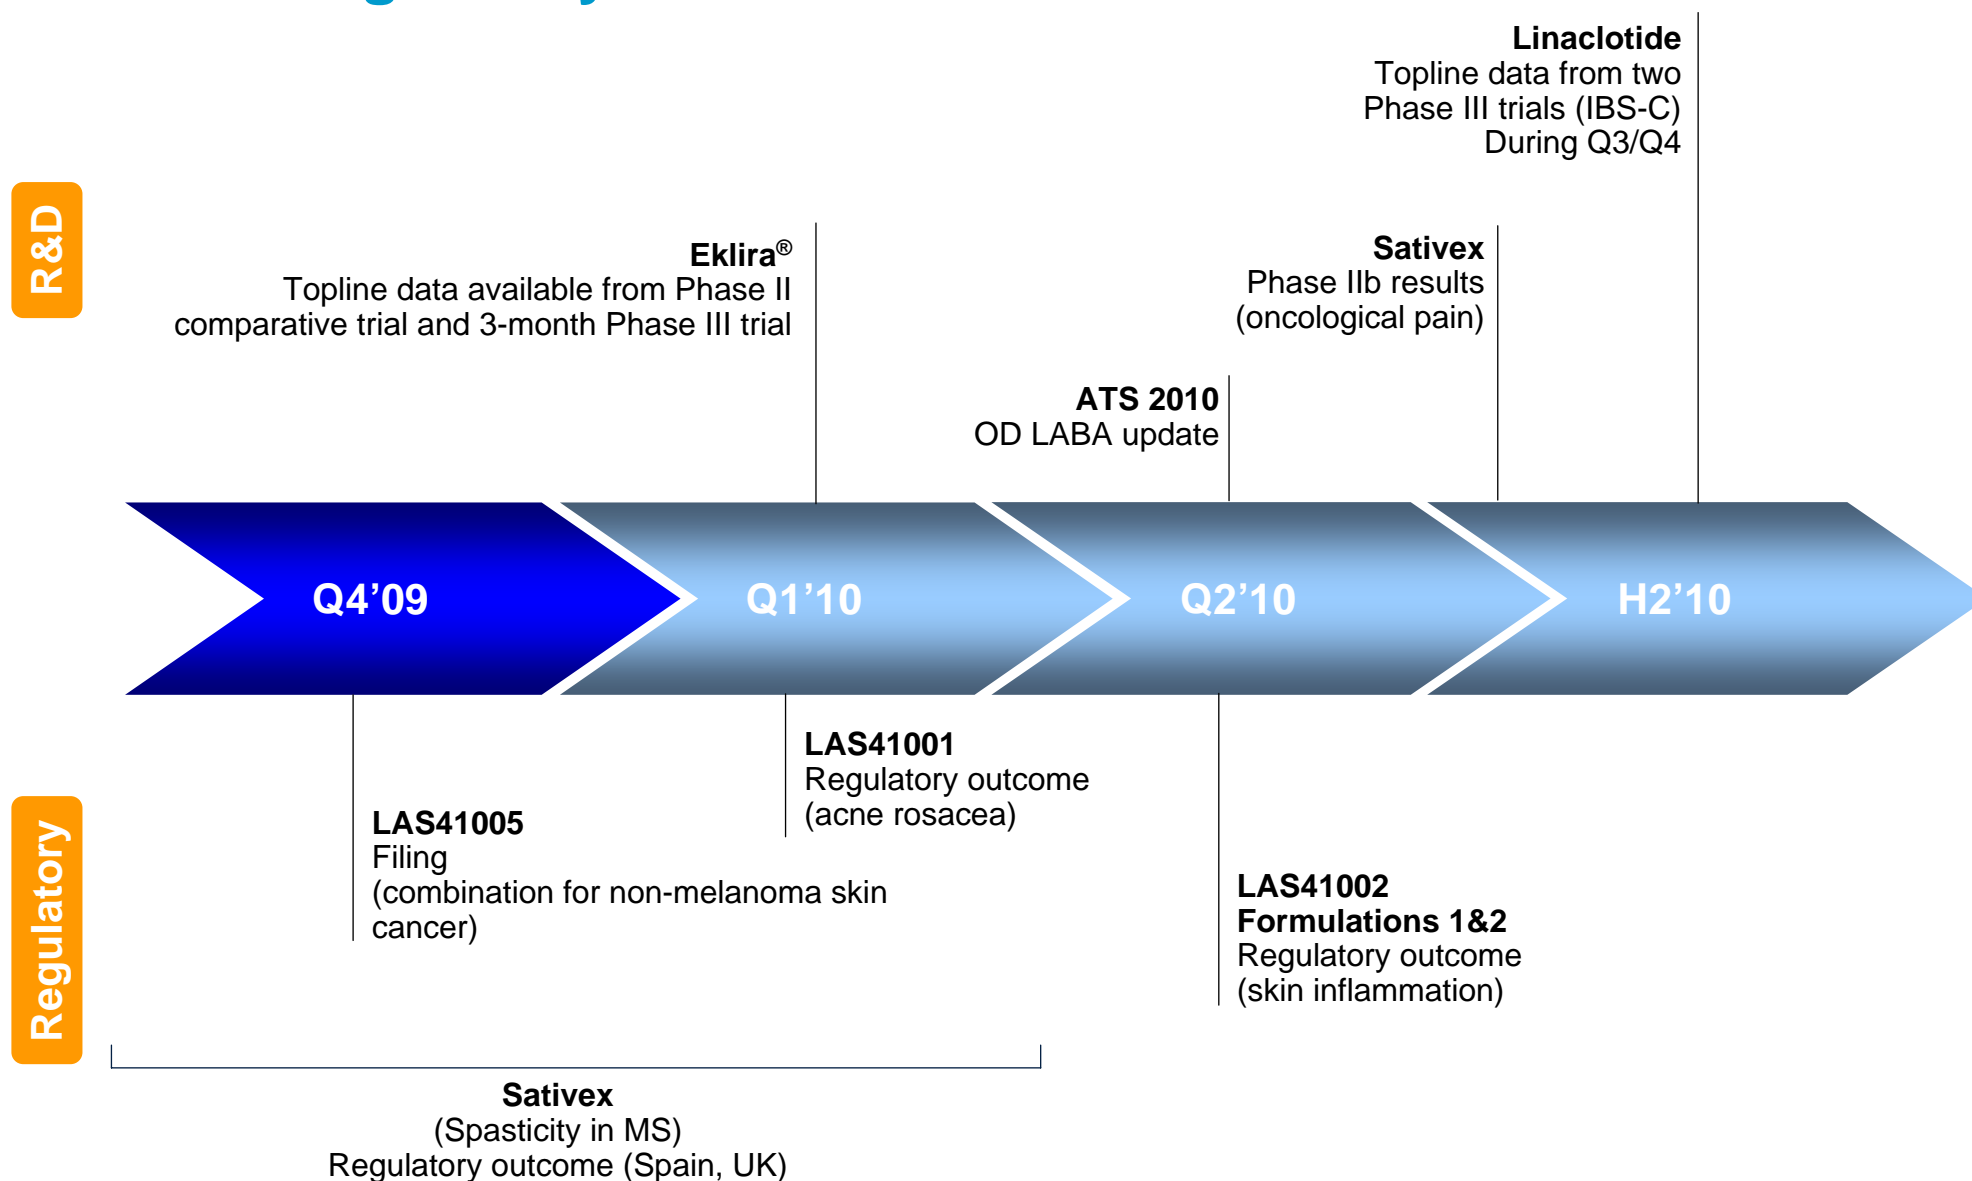 Linaclotide
Topline data from two
Phase III trials (IBS-C)
During Q3/Q4
R&D
Eklira®
Topline data available from Phase II
comparative trial and 3-month Phase III trial
Sativex
Phase IIb results
(oncological pain)
ATS 2010
OD LABA update
Q4’09
Q1’10
Q2’10
H2’10
LAS41001
Regulatory outcome
(acne rosacea)
LAS41005
Filing
(combination for non-melanoma skin
cancer)
LAS41002
Formulations 1&2
Regulatory outcome
(skin inflammation)
Regulatory
Sativex
(Spasticity in MS)
Regulatory outcome (Spain, UK)